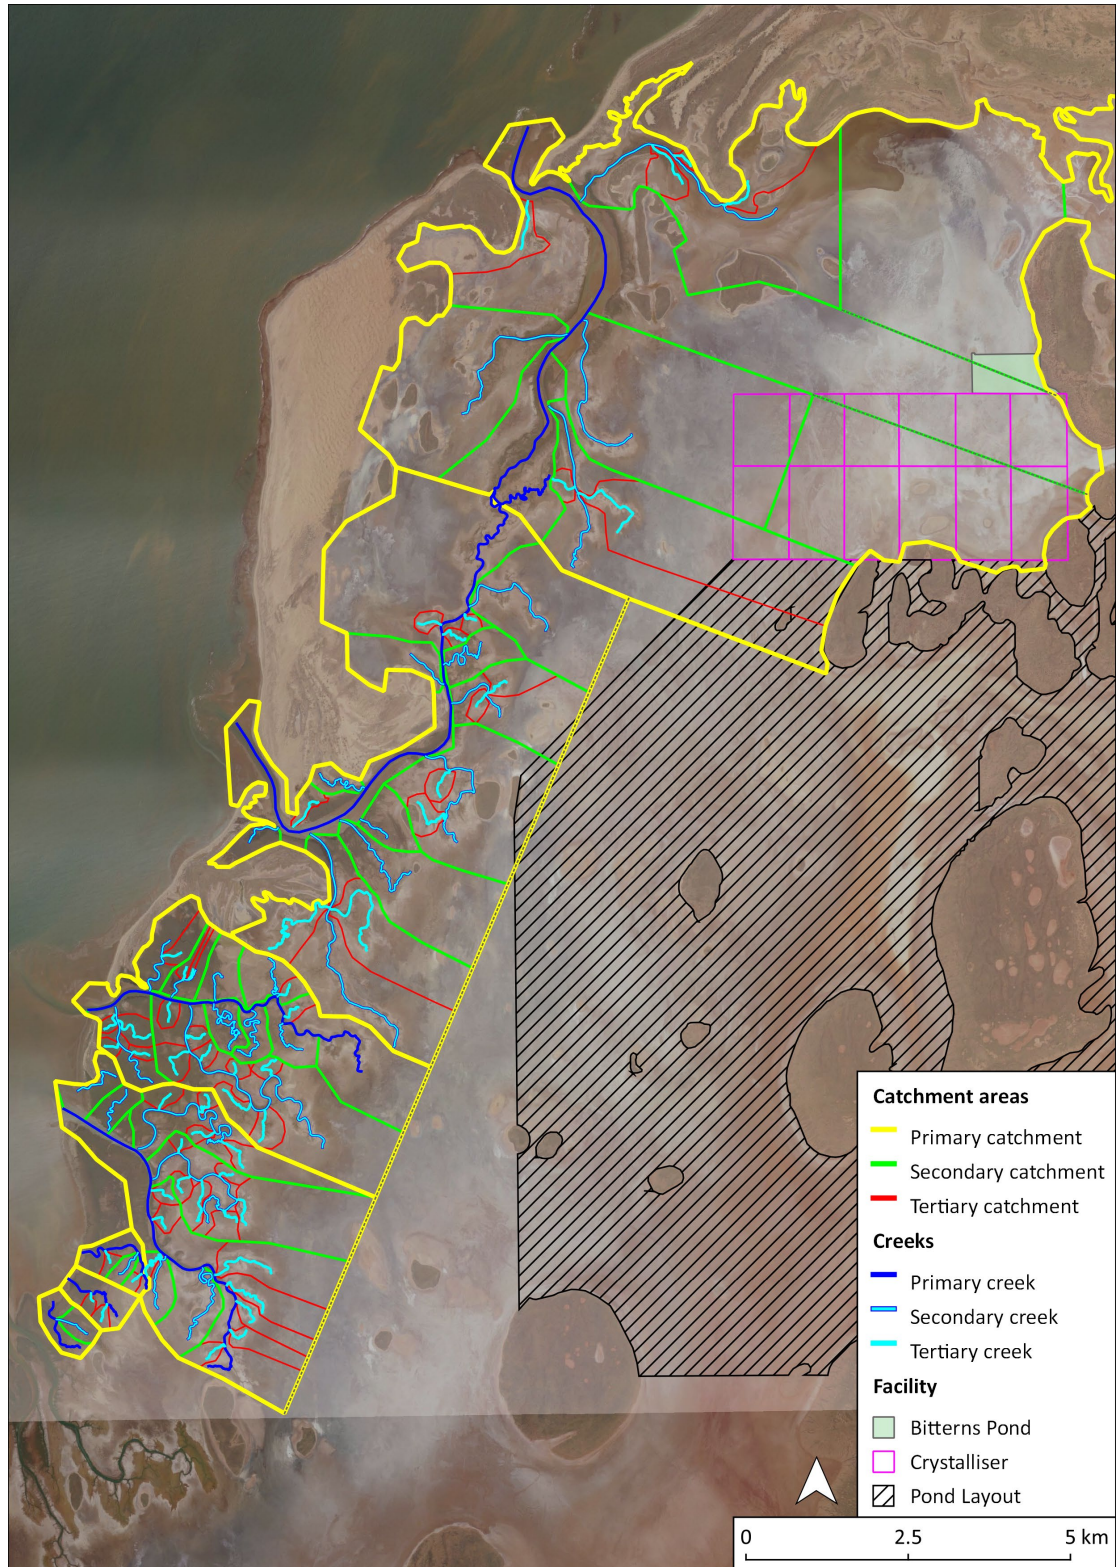 Catchment areas
Primary catchment
Secondary catchment
Tertiary catchment
Creeks
Primary creek
Secondary creek
Tertiary creek
Facility
Bitterns Pond
Crystalliser
Pond Layout
0 2.5 5 km